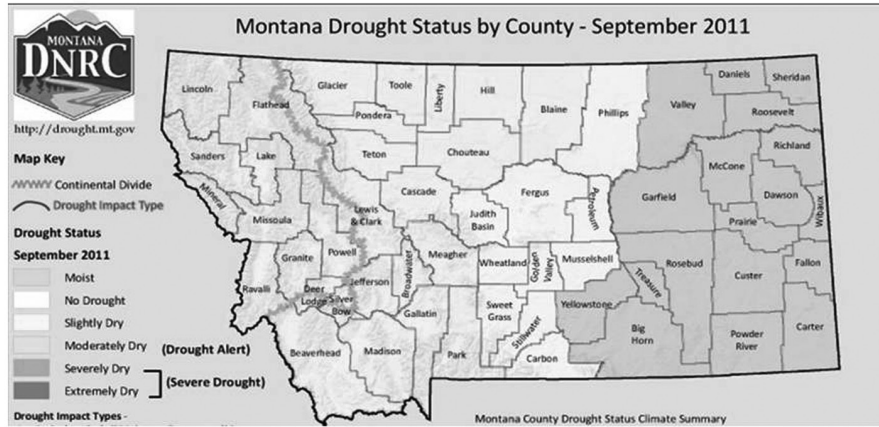 Montana Drought Status by County - September 2011
MONTANA
DNRC
http://drought.mt.gov
Map Key
Continental Divide
Drought Impact Type
Drought Status
September 2011
Moist
No Drought
Slightly Dry
Moderately Dry (Drought Alert)
Severely Dry
(Severe Drought)
Extremely Dry
Drought Impact Types -
Lincoln
Flathead
Glacier
Toole
Liberty
Hill
Blaine
Phillips
Valley
Daniels
Sheridan
Roosevelt
Pondera
Teton
Chouteau
Sanders
Lake
Mineral
Missoula
Lewis
& Clark
Cascade
Judith
Basin
Fergus
Petroleum
Garfield
McCone
Richland
Dawson
Prairie
Wibaux
Granite
Powell
Ravalli
Deer
Lodge
Silver
Bow
Jefferson
Broadwater
Meagher
Wheatland
Golden
Valley
Musselshell
Rosebud
Treasure
Custer
Fallon
Beaverhead
Madison
Gallatin
Park
Sweet
Grass
Stillwater
Carbon
Yellowstone
Big
Horn
Powder
River
Carter
Montana County Drought Status Climate Summary